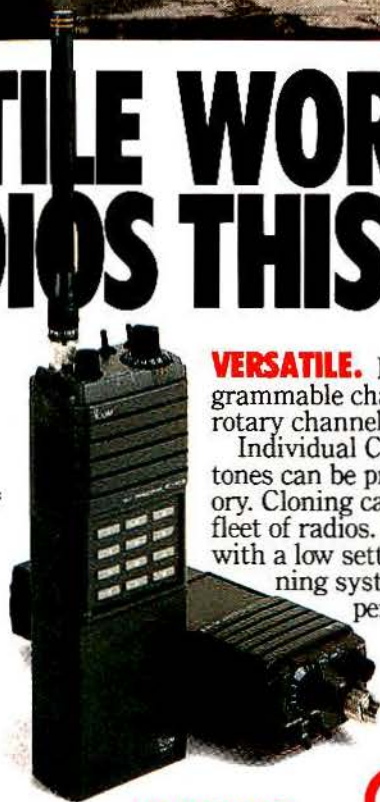 TILE WOR
DIOS THIS
VERSATILE.
grammable cha
rotary channel
Individual C
tones can be pr
ory. Cloning ca
fleet of radios.
with a low sett
ning syst
per